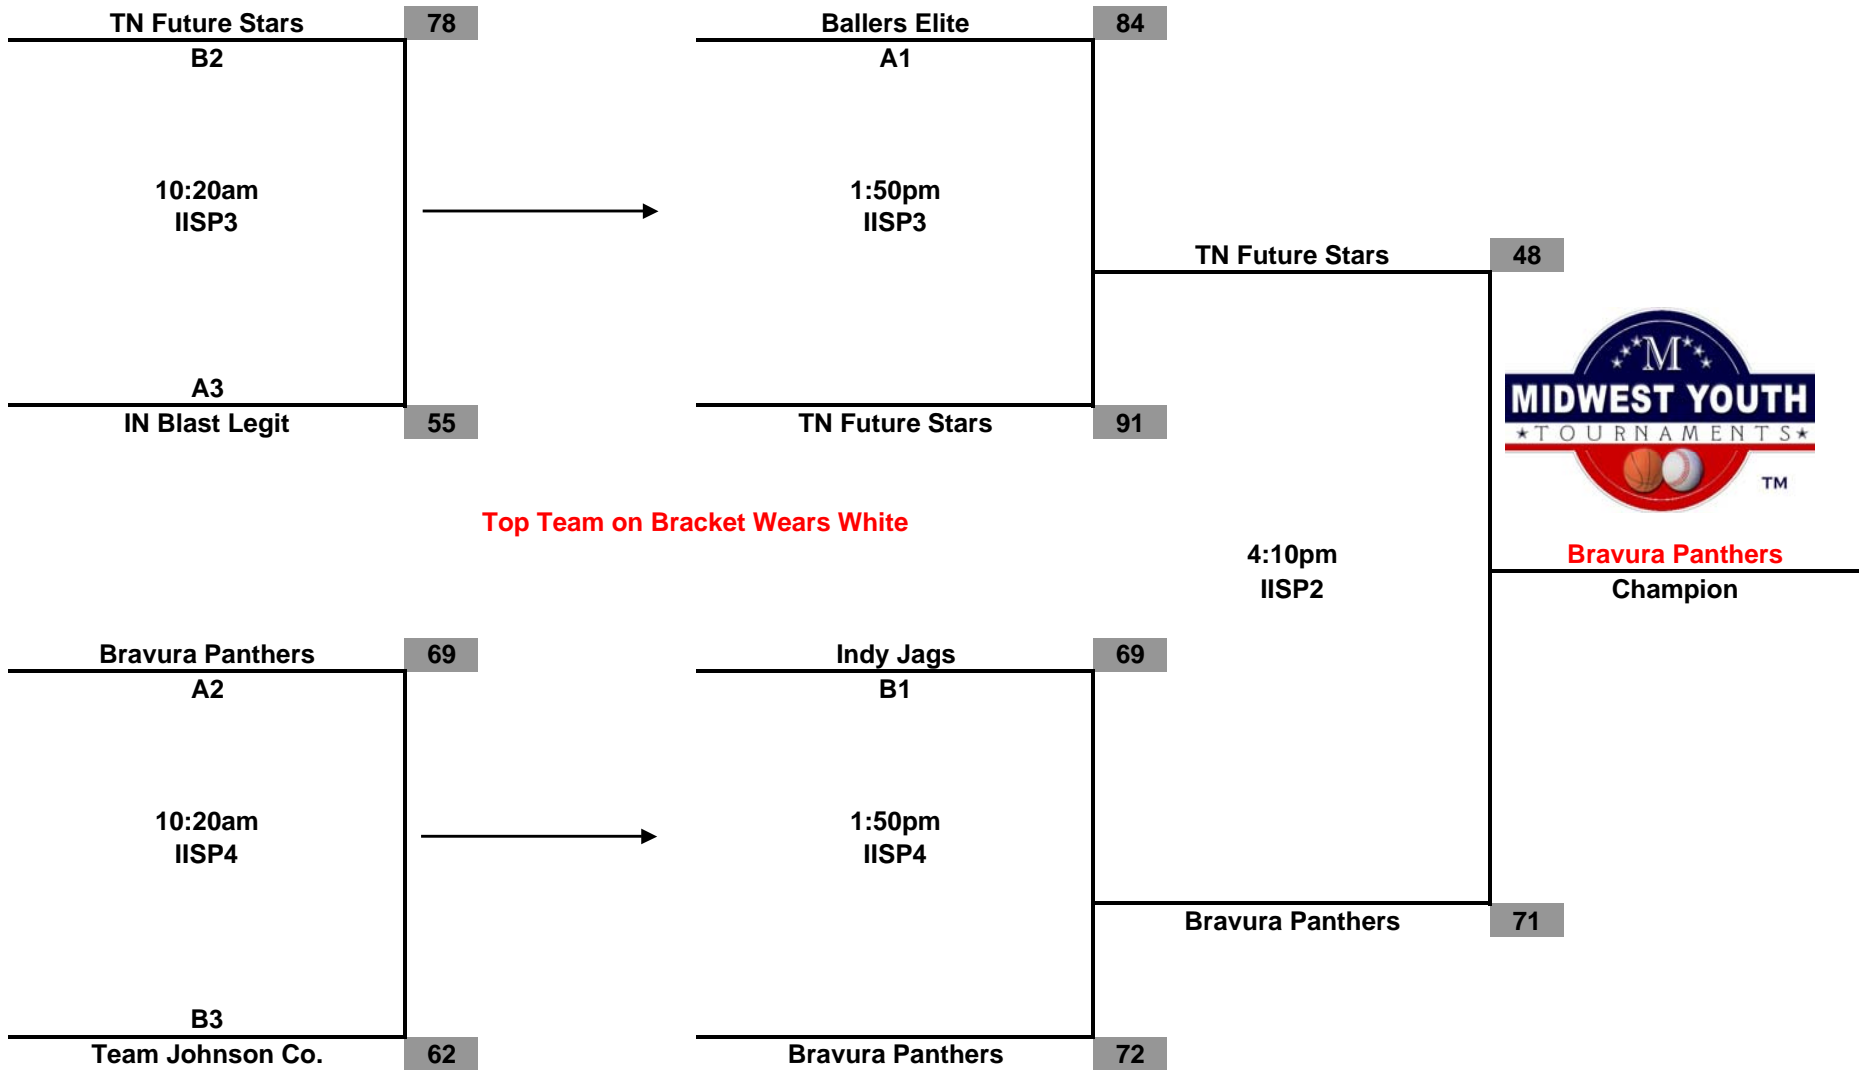 TN Future Stars 78
B2
10:20am
IISP3
A3
IN Blast Legit 55
Ballers Elite 84
A1
1:50pm
IISP3
TN Future Stars 91
TN Future Stars 48
M
MIDWEST YOUTH
TOURNAMENTS
TM
Top Team on Bracket Wears White
4:10pm
IISP2
Bravura Panthers
Champion
Bravura Panthers 69
A2
10:20am
IISP4
B3
Team Johnson Co. 62
Indy Jags 69
B1
1:50pm
IISP4
Bravura Panthers 72
Bravura Panthers 71